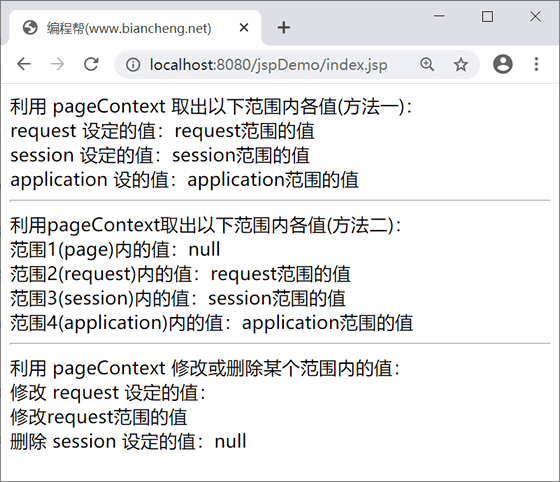 编程帮(www.biancheng.net)
localhost:8080/jspDemo/index.jsp
利用 pageContext 取出以下范围内各值(方法一)：
request 设定的值：request范围的值
session 设定的值：session范围的值
application 设的值：application范围的值
利用pageContext取出以下范围内各值(方法二)：
范围1(page)内的值：null
范围2(request)内的值：request范围的值
范围3(session)内的值：session范围的值
范围4(application)内的值：application范围的值
利用 pageContext 修改或删除某个范围内的值：
修改 request 设定的值：
修改request范围的值
删除 session 设定的值：null